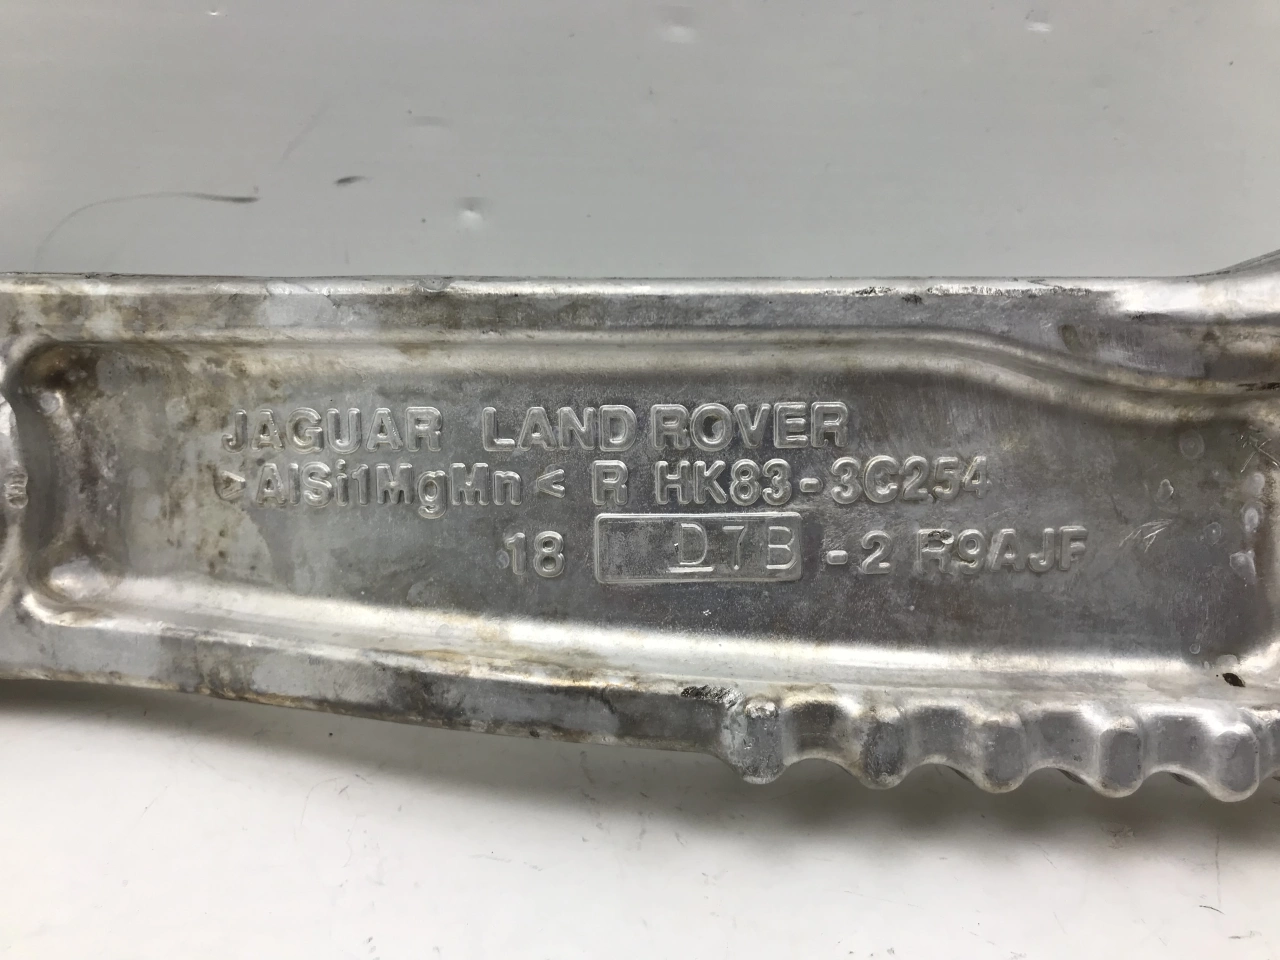 JAGUAR LAND ROVER
>AlSi1MgMn< R HK83-3C254
18 D7B -2 R9AJF